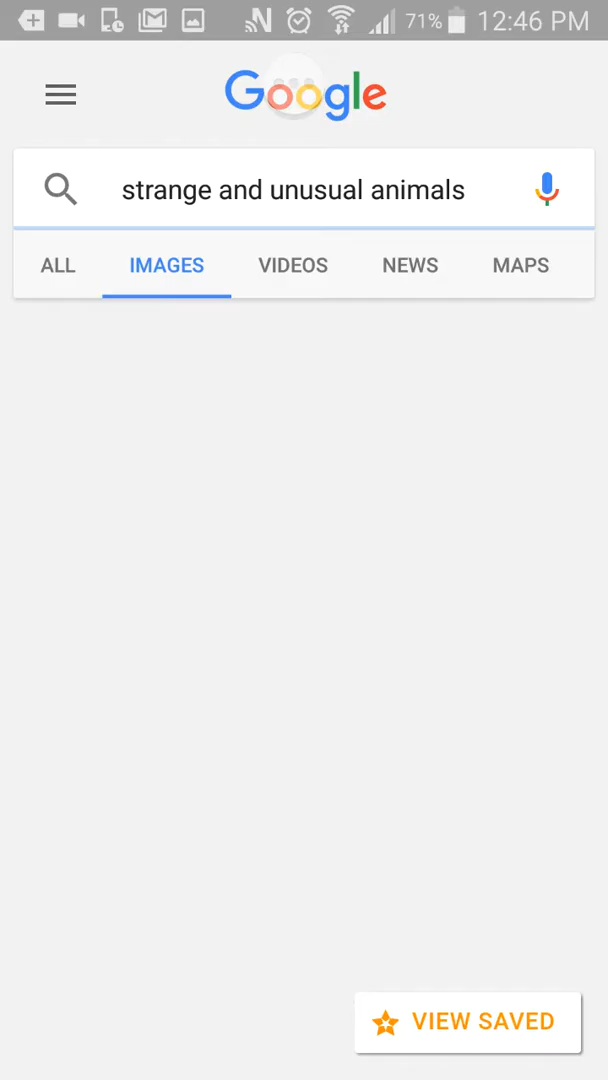 71% 12:46 PM
Google
strange and unusual animals
ALL IMAGES VIDEOS NEWS MAPS
VIEW SAVED